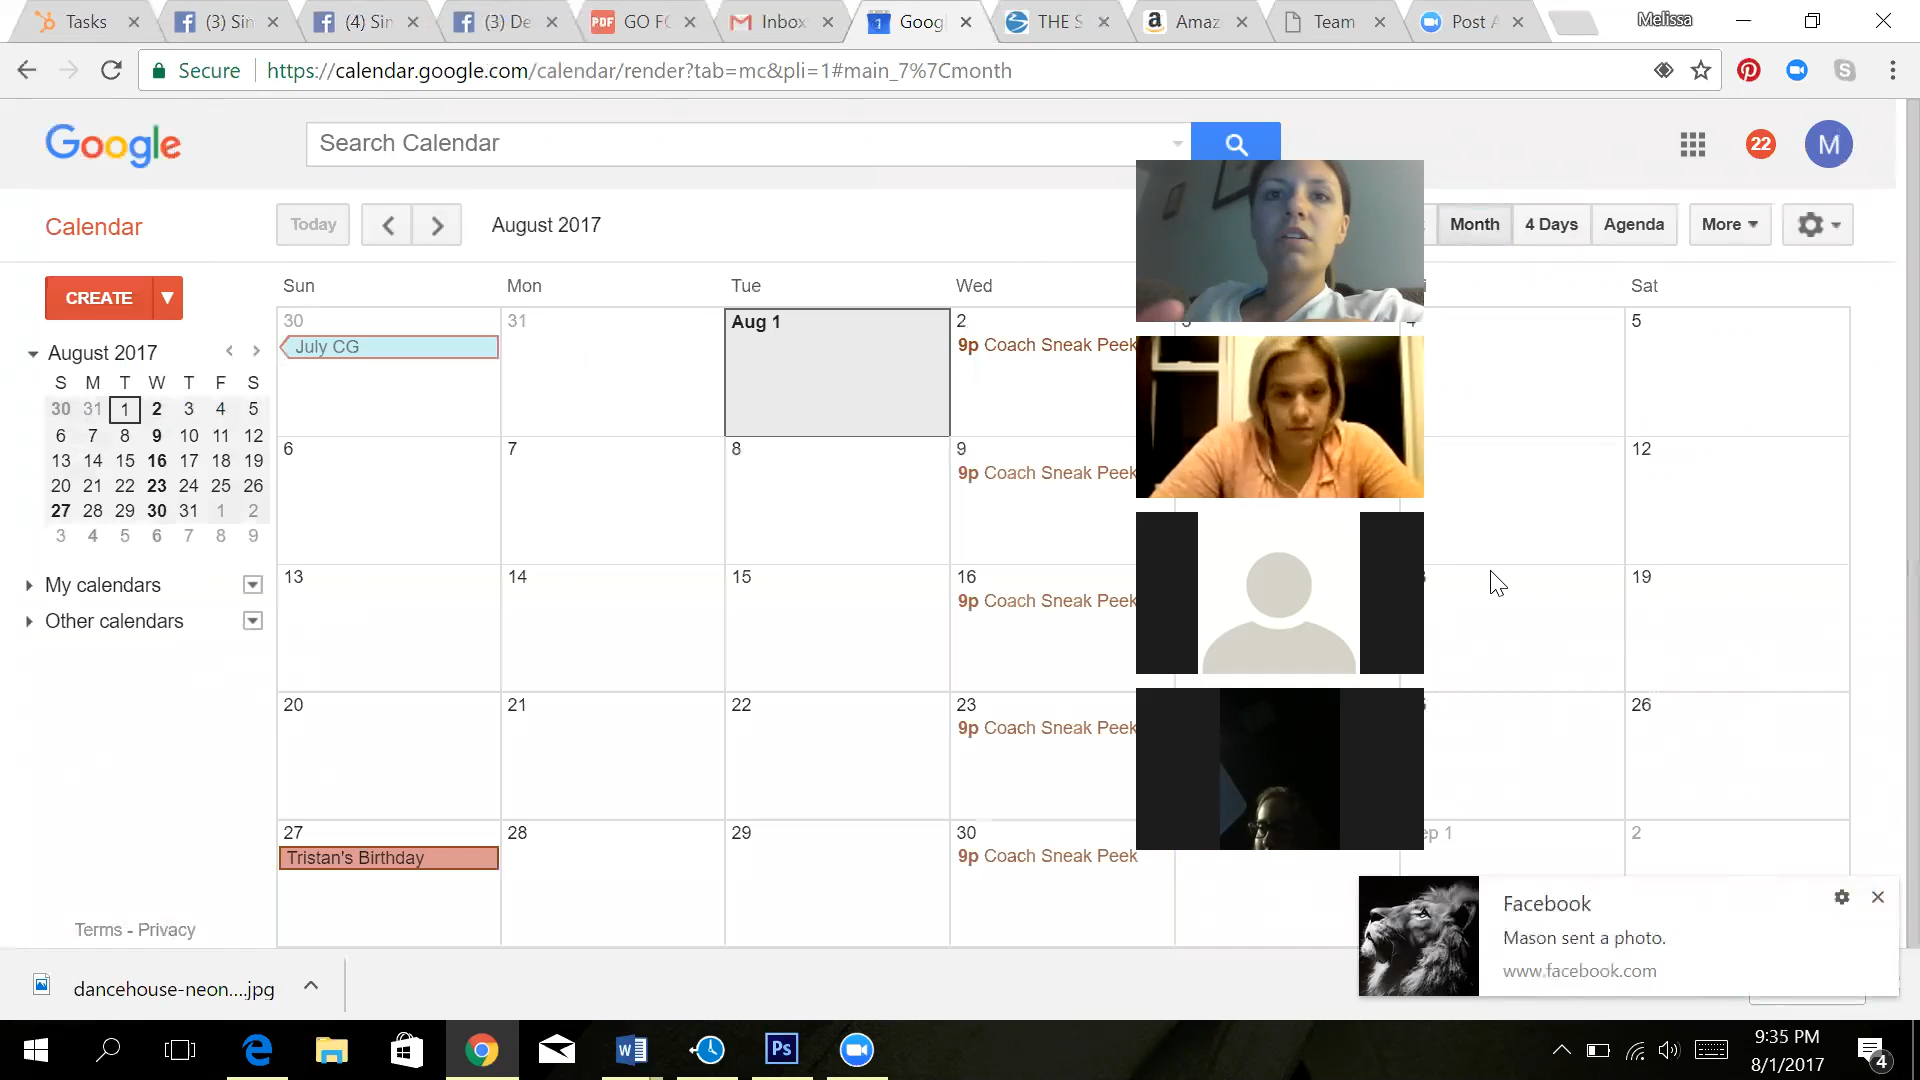 Tasks
(3) Sin
(4) Sin
(3) De
PDF GO FO
Inbox
Goog
THE S
Amaz
Team
Post A
Melissa
Secure https://calendar.google.com/calendar/render?tab=mc&pli=1#main_7%7Cmonth
Google
Search Calendar
22
M
Calendar
Today
August 2017
Month
4 Days
Agenda
More
CREATE
August 2017
S M T W T F S
30 31 1 2 3 4 5
6 7 8 9 10 11 12
13 14 15 16 17 18 19
20 21 22 23 24 25 26
27 28 29 30 31 1 2
3 4 5 6 7 8 9
My calendars
Other calendars
Terms - Privacy
Sun Mon Tue Wed Sat
30 31 Aug 1 2 3 4 5
July CG
9p Coach Sneak Peek
6 7 8 9 12
9p Coach Sneak Peek
13 14 15 16 19
9p Coach Sneak Peek
20 21 22 23 26
9p Coach Sneak Peek
27 28 29 30 ep 1 2
Tristan's Birthday
9p Coach Sneak Peek
Facebook
Mason sent a photo.
www.facebook.com
dancehouse-neon....jpg
Ps
9:35 PM
8/1/2017
4